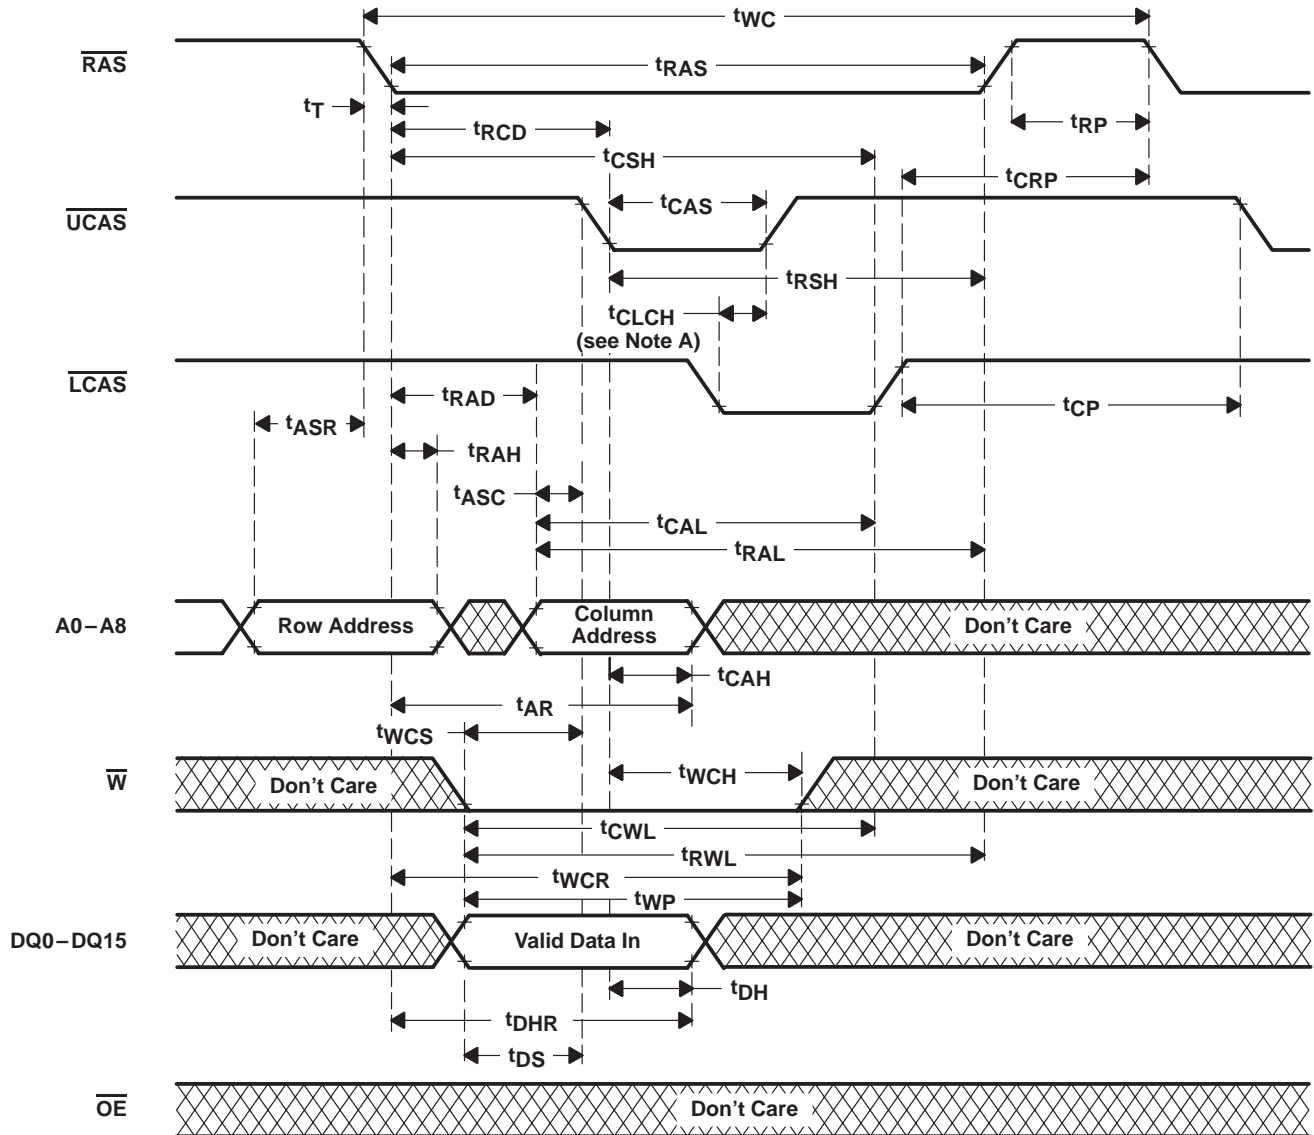 tWC
RAS
tRAS
tT
tRCD
tRP
tCSH
tCRP
UCAS
tCAS
tRSH
tCLCH
(see Note A)
LCAS
tRAD
tCP
tASR
tRAH
tASC
tCAL
tRAL
A0–A8
Row Address
Column
Address
Don't Care
tCAH
tAR
tWCS
W
Don't Care
tWCH
Don't Care
tCWL
tRWL
tWCR
tWP
DQ0–DQ15
Don't Care
Valid Data In
Don't Care
tDH
tDHR
tDS
OE
Don't Care